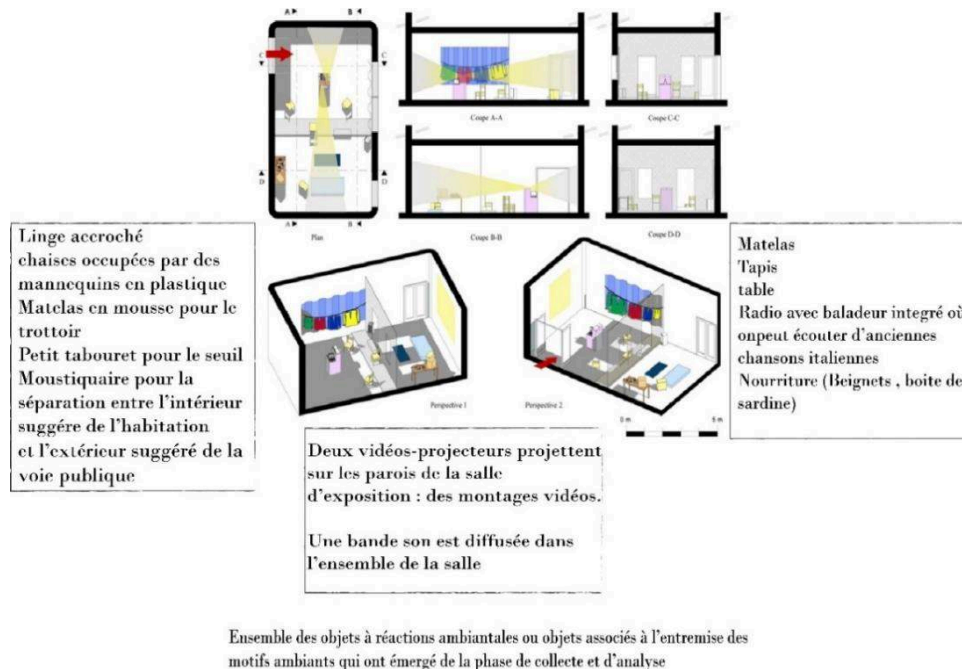 A
B
C
C
D
D
A
B
Plan
Coupe A-A
Coupe C-C
Coupe B-B
Coupe D-D
Linge accroché
chaises occupées par des
mannequins en plastique
Matelas en mousse pour le
trottoir
Petit tabouret pour le seuil
Moustiquaire pour la
séparation entre l'intérieur
suggére de l'habitation
et l'extérieur suggéré de la
voie publique
Perspective 1
Perspective 2
0 m
6 m
Matelas
Tapis
table
Radio avec baladeur integré où
onpeut écouter d'anciennes
chansons italiennes
Nourriture (Beignets , boite de
sardine)
Deux vidéos-projecteurs projettent
sur les parois de la salle
d'exposition : des montages vidéos.
Une bande son est diffusée dans
l'ensemble de la salle
Ensemble des objets à réactions ambiantales ou objets associés à l'entremise des
motifs ambiants qui ont émergé de la phase de collecte et d'analyse